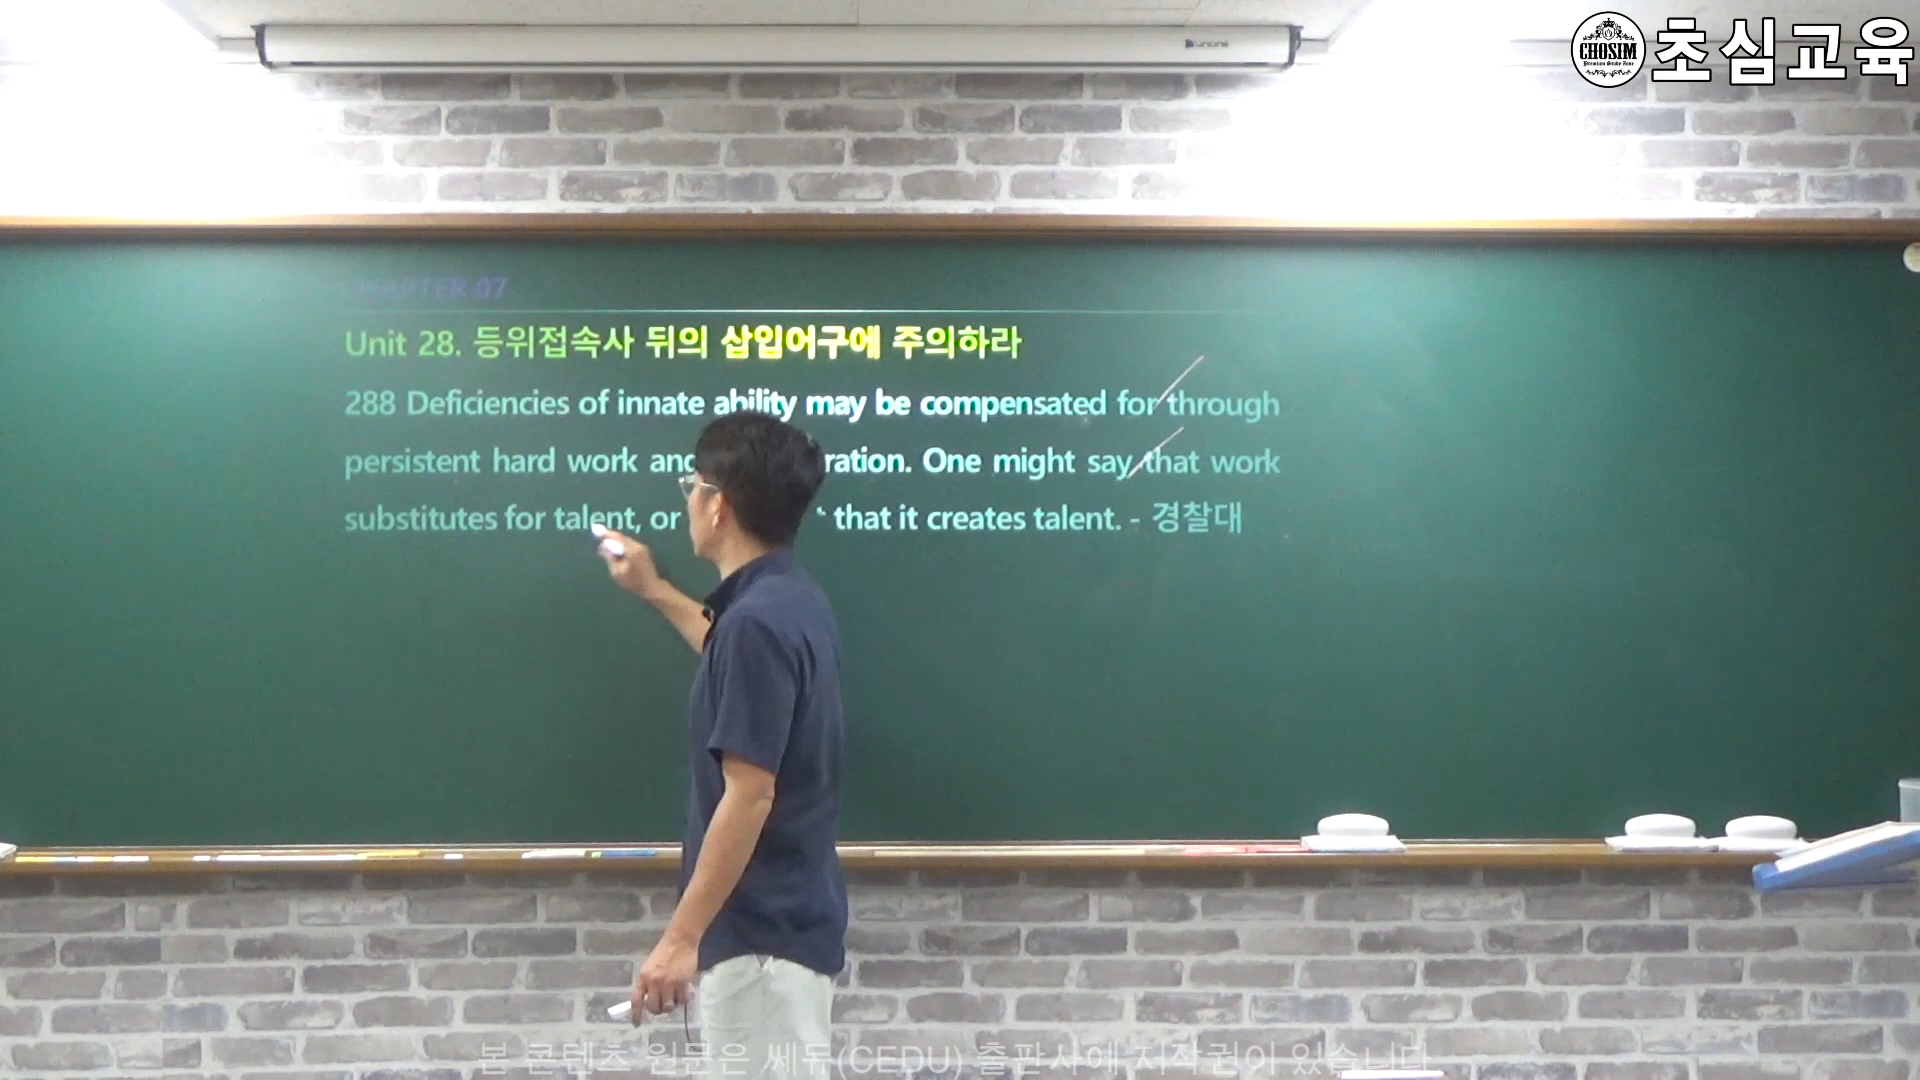 CHOSIM
Premium Study Zone
초심교육
CHAPTER 07
Unit 28. 등위접속사 뒤의 삽입어구에 주의하라
288 Deficiencies of innate ability may be compensated for through
persistent hard work and ration. One might say that work
substitutes for talent, or that it creates talent. - 경찰대
본 콘텐츠 원문은 쎄듀(CEDU) 출판사에 저작권이 있습니다